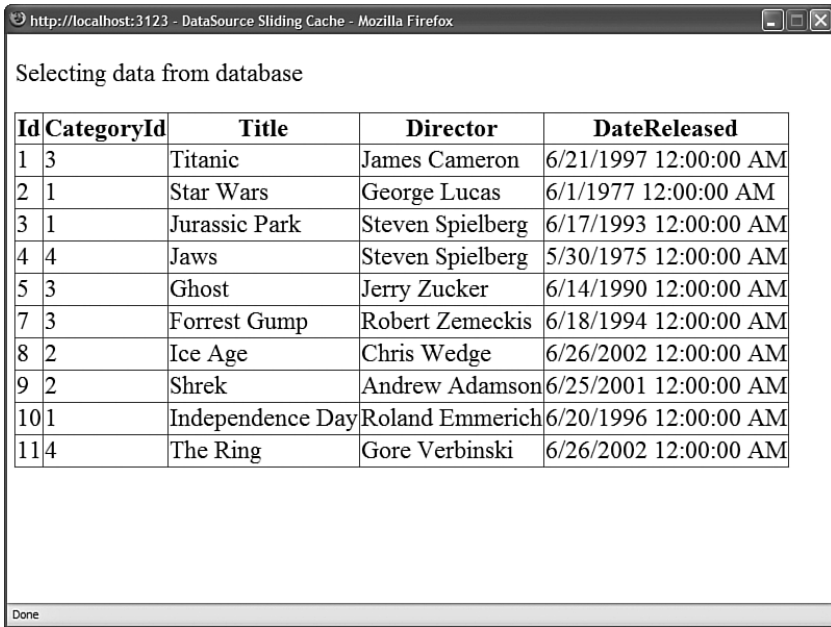 http://localhost:3123 - DataSource Sliding Cache - Mozilla Firefox
Selecting data from database
Id CategoryId Title Director DateReleased
1 3 Titanic James Cameron 6/21/1997 12:00:00 AM
2 1 Star Wars George Lucas 6/1/1977 12:00:00 AM
3 1 Jurassic Park Steven Spielberg 6/17/1993 12:00:00 AM
4 4 Jaws Steven Spielberg 5/30/1975 12:00:00 AM
5 3 Ghost Jerry Zucker 6/14/1990 12:00:00 AM
7 3 Forrest Gump Robert Zemeckis 6/18/1994 12:00:00 AM
8 2 Ice Age Chris Wedge 6/26/2002 12:00:00 AM
9 2 Shrek Andrew Adamson 6/25/2001 12:00:00 AM
10 1 Independence Day Roland Emmerich 6/20/1996 12:00:00 AM
11 4 The Ring Gore Verbinski 6/26/2002 12:00:00 AM
Done